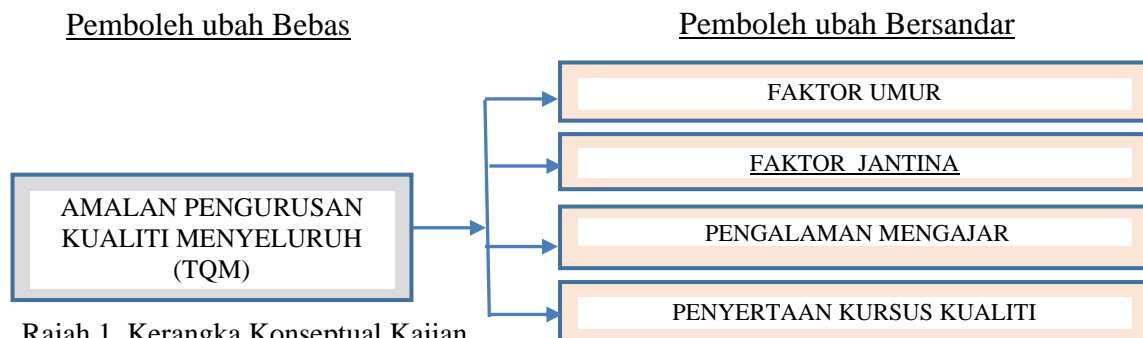 Pemboleh ubah Bebas
Pemboleh ubah Bersandar
FAKTOR UMUR
FAKTOR JANTINA
AMALAN PENGURUSAN
KUALITI MENYELURUH
(TQM)
PENGALAMAN MENGAJAR
PENYERTAAN KURSUS KUALITI
Rajah 1. Kerangka Konseptual Kajian